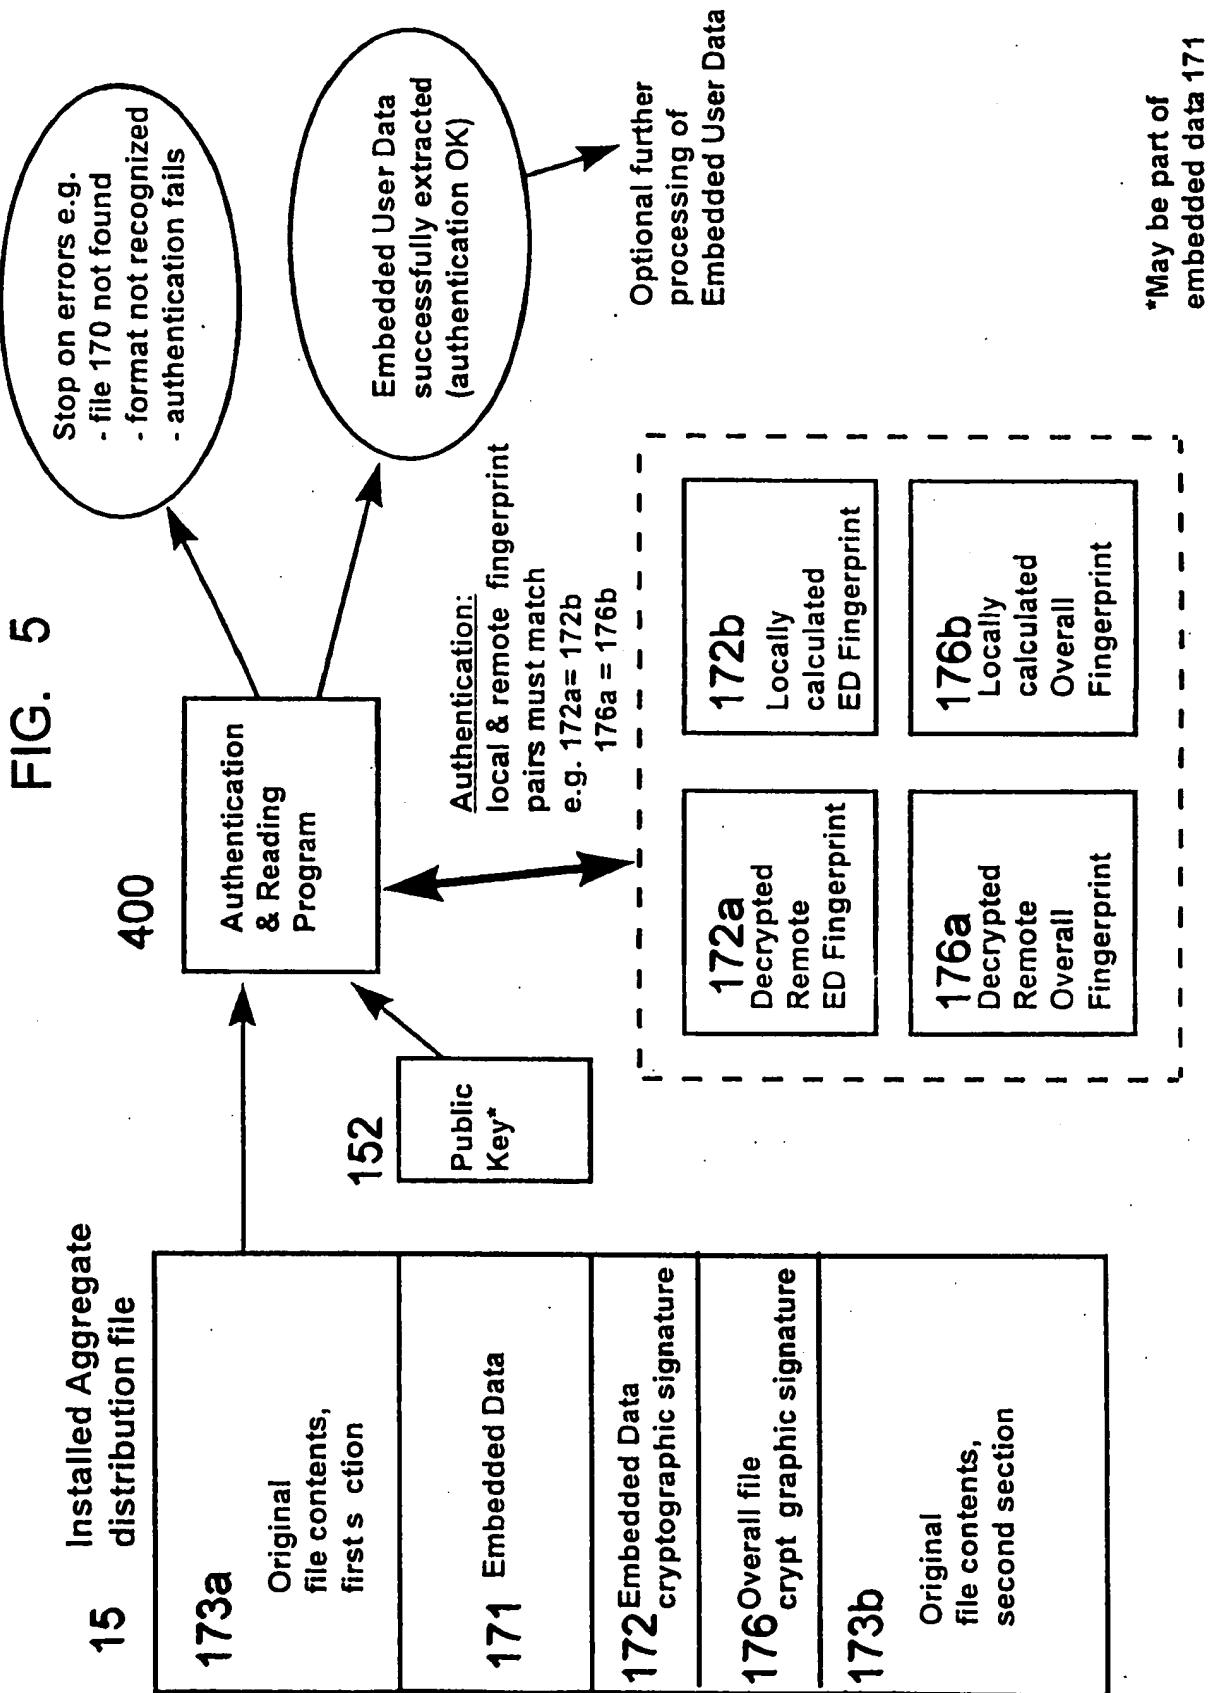 FIG. 5
15
Installed Aggregate
distribution file
173a
Original
file contents,
first s ction
171 Embedded Data
172 Embedded Data
cryptographic signature
176 Overall file
crypt graphic signature
173b
Original
file contents,
second section
152
Public
Key*
400
Authentication
& Reading
Program
Stop on errors e.g.
- file 170 not found
- format not recognized
- authentication fails
Embedded User Data
successfully extracted
(authentication OK)
Optional further
processing of
Embedded User Data
Authentication:
local & remote fingerprint
pairs must match
e.g. 172a= 172b
176a = 176b
172a
Decrypted
Remote
ED Fingerprint
172b
Locally
calculated
ED Fingerprint
176a
Decrypted
Remote
Overall
Fingerprint
176b
Locally
calculated
Overall
Fingerprint
*May be part of
embedded data 171